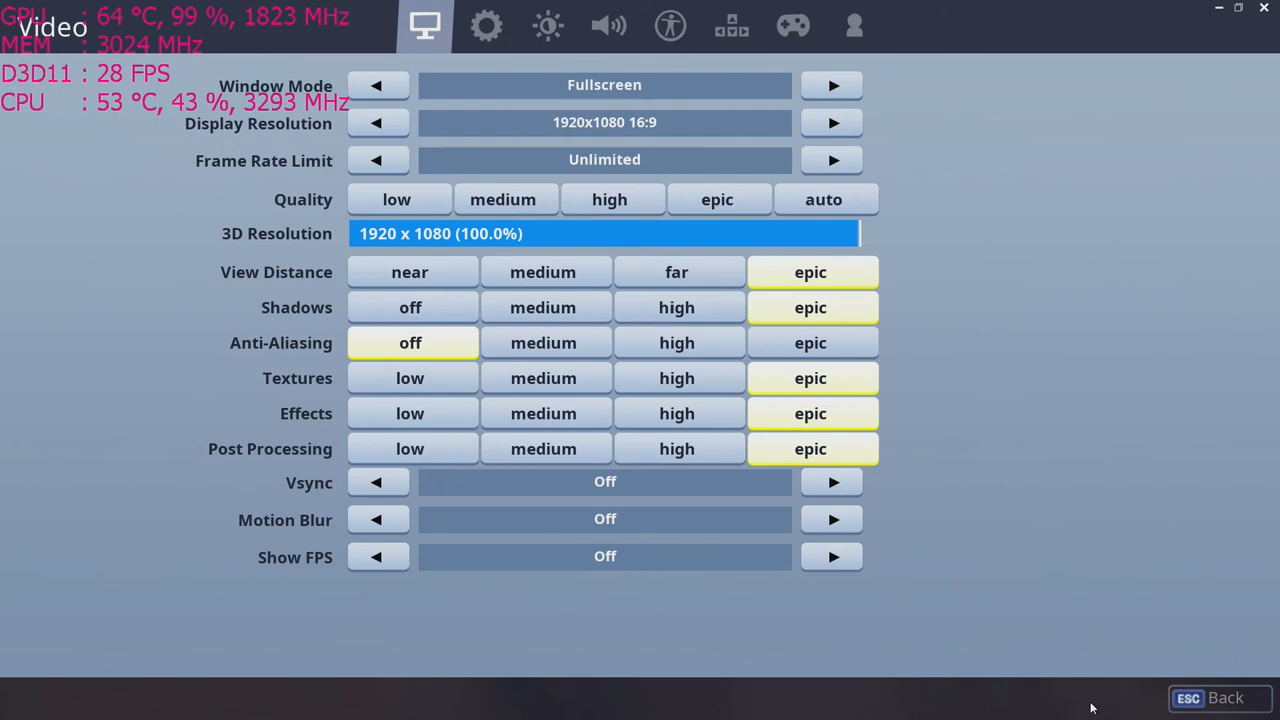 GPU : 64 °C, 99 %, 1823 MHz
Video
MEM : 3024 MHz
D3D11 : 28 FPS
CPU : 53 °C, 43 %, 3293 MHz
Window Mode ◀ Fullscreen ▶
Display Resolution ◀ 1920x1080 16:9 ▶
Frame Rate Limit ◀ Unlimited ▶
Quality low medium high epic auto
3D Resolution 1920 x 1080 (100.0%)
View Distance near medium far epic
Shadows off medium high epic
Anti-Aliasing off medium high epic
Textures low medium high epic
Effects low medium high epic
Post Processing low medium high epic
Vsync ◀ Off ▶
Motion Blur ◀ Off ▶
Show FPS ◀ Off ▶
ESC Back